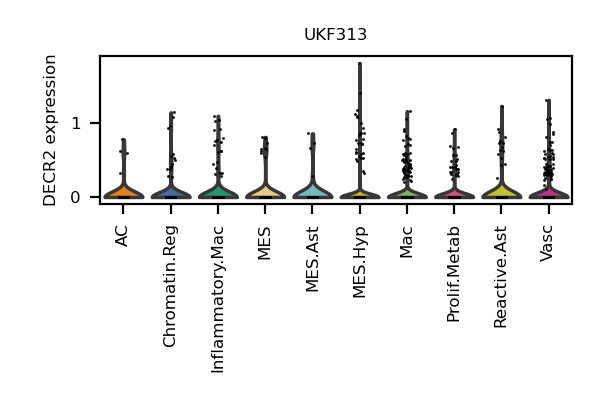 UKF313
DECR2 expression
1
0
AC
Chromatin.Reg
Inflammatory.Mac
MES
MES.Ast
MES.Hyp
Mac
Prolif.Metab
Reactive.Ast
Vasc